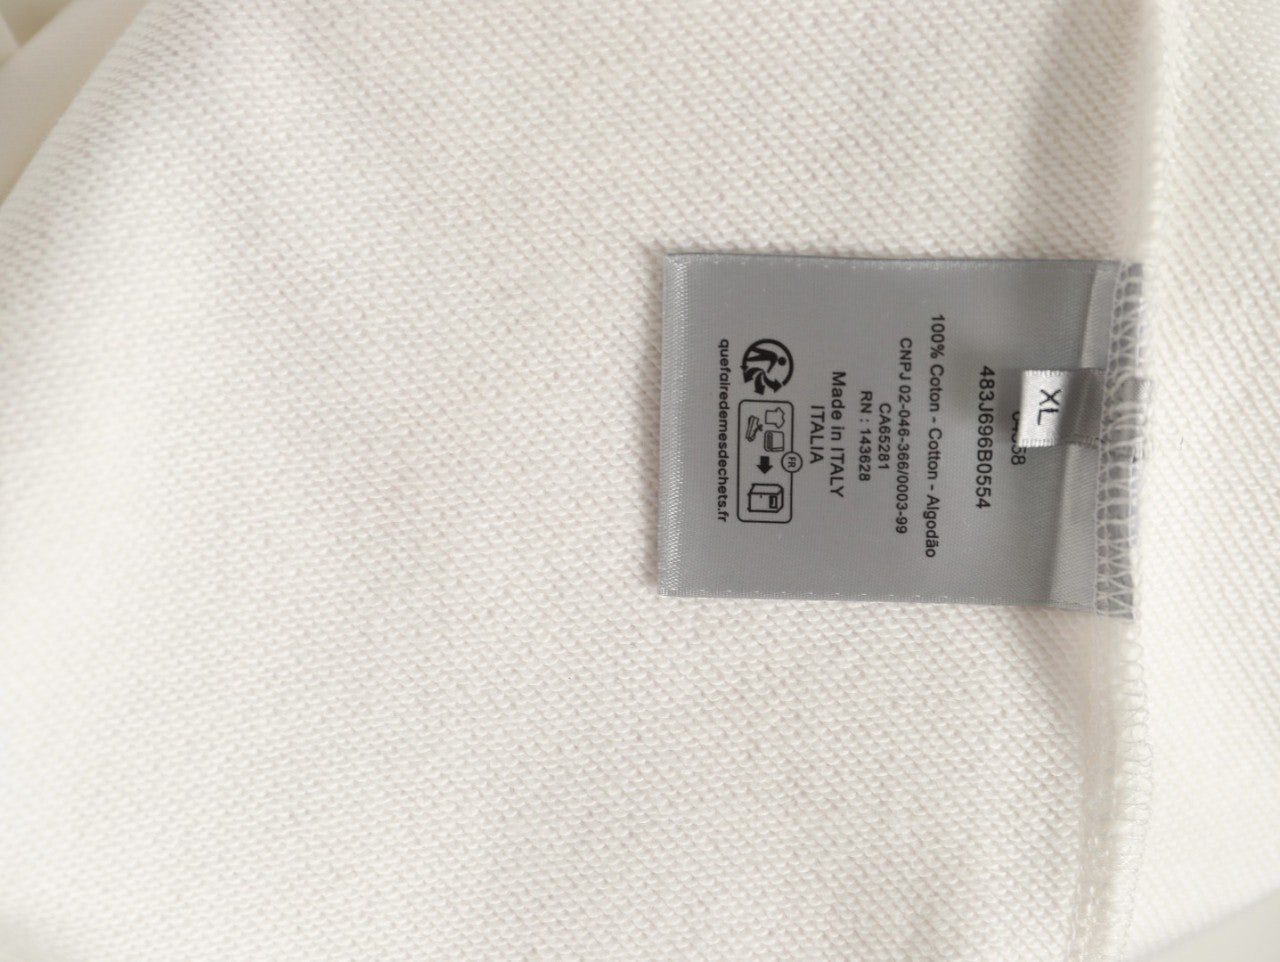 XL
483J696B0554
100% Coton - Cotton - Algodão
CNPJ 02-046-366/0003-99
CA65281
RN : 143628
Made in ITALY
ITALIA
FR
quefairedemesdechets.fr